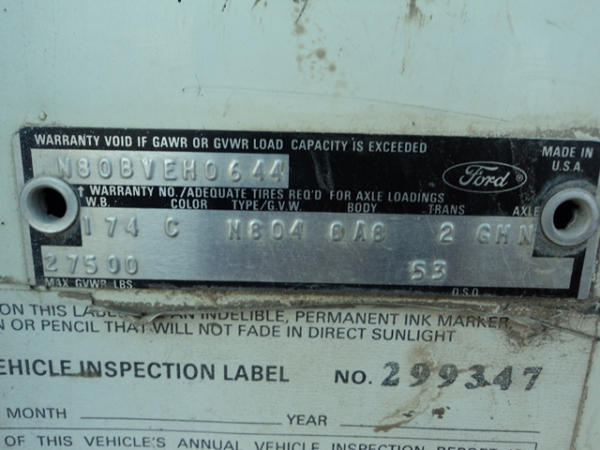 WARRANTY VOID IF GAWR OR GVWR LOAD CAPACITY IS EXCEEDED
MADE IN
U.S.A.
N80BVEH0644
Ford
↑ WARRANTY NO./ADEQUATE TIRES REQ'D FOR AXLE LOADINGS
W.B. COLOR TYPE/G.V.W. BODY TRANS AXLE
174 C N804 2 GHN
27500 53
MAX GVWR LBS. D.S.O.
ON THIS LABEL AN INDELIBLE, PERMANENT INK MARKER,
OR PENCIL THAT WILL NOT FADE IN DIRECT SUNLIGHT
VEHICLE INSPECTION LABEL NO. 299347
MONTH YEAR
OF THIS VEHICLE'S ANNUAL VEHICLE INSPECTION REPORT IS